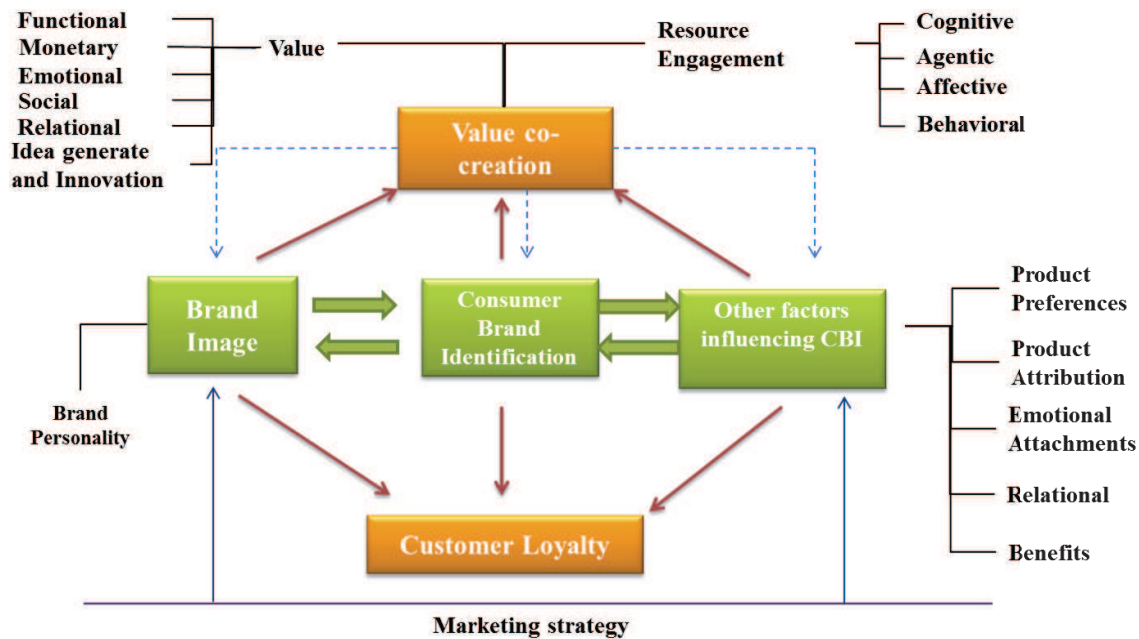 Functional
Monetary
Emotional
Social
Relational
Idea generate
and Innovation
Value
Resource
Engagement
Cognitive
Agentic
Affective
Behavioral
Value co-
creation
Brand
Image
Consumer
Brand
Identification
Other factors
influencing CBI
Product
Preferences
Product
Attribution
Emotional
Attachments
Relational
Benefits
Brand
Personality
Customer Loyalty
Marketing strategy